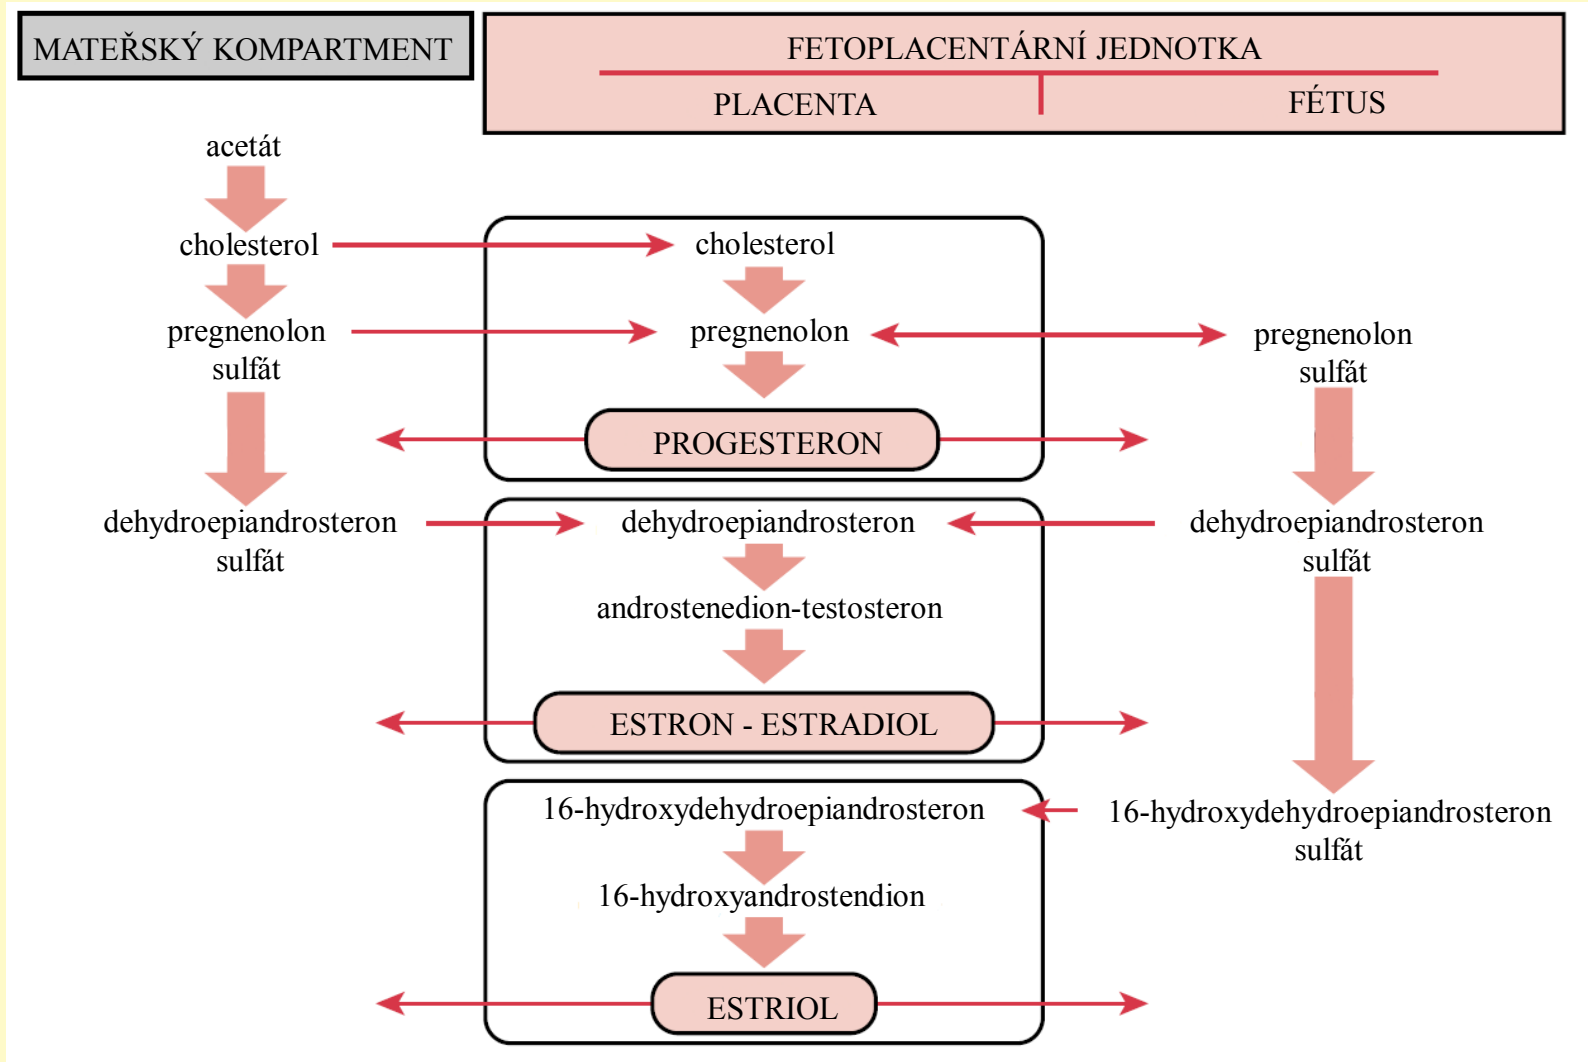 MATEŘSKÝ KOMPARTMENT
FETOPLACENTÁRNÍ JEDNOTKA
PLACENTA
FÉTUS
acetát
cholesterol
pregnenolon
sulfát
dehydroepiandrosteron
sulfát
cholesterol
pregnenolon
PROGESTERON
dehydroepiandrosteron
androstenedion-testosteron
ESTRON - ESTRADIOL
16-hydroxydehydroepiandrosteron
16-hydroxyandrostendion
ESTRIOL
pregnenolon
sulfát
dehydroepiandrosteron
sulfát
16-hydroxydehydroepiandrosteron
sulfát